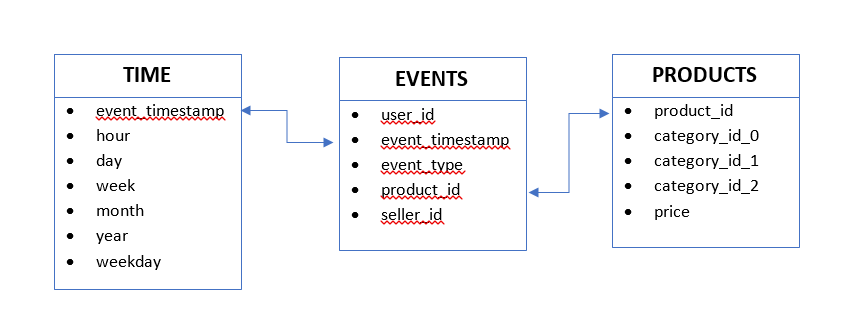 TIME
event_timestamp
hour
day
week
month
year
weekday
EVENTS
user_id
event_timestamp
event_type
product_id
seller_id
PRODUCTS
product_id
category_id_0
category_id_1
category_id_2
price